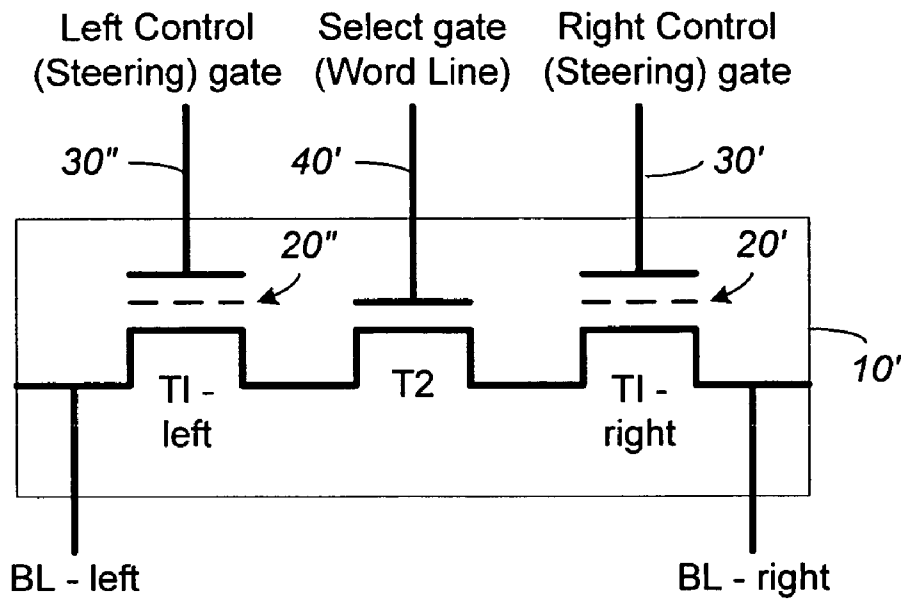 Left Control
(Steering) gate
Select gate
(Word Line)
Right Control
(Steering) gate
30"
40'
30'
20"
20'
10'
TI -
left
T2
TI -
right
BL - left
BL - right